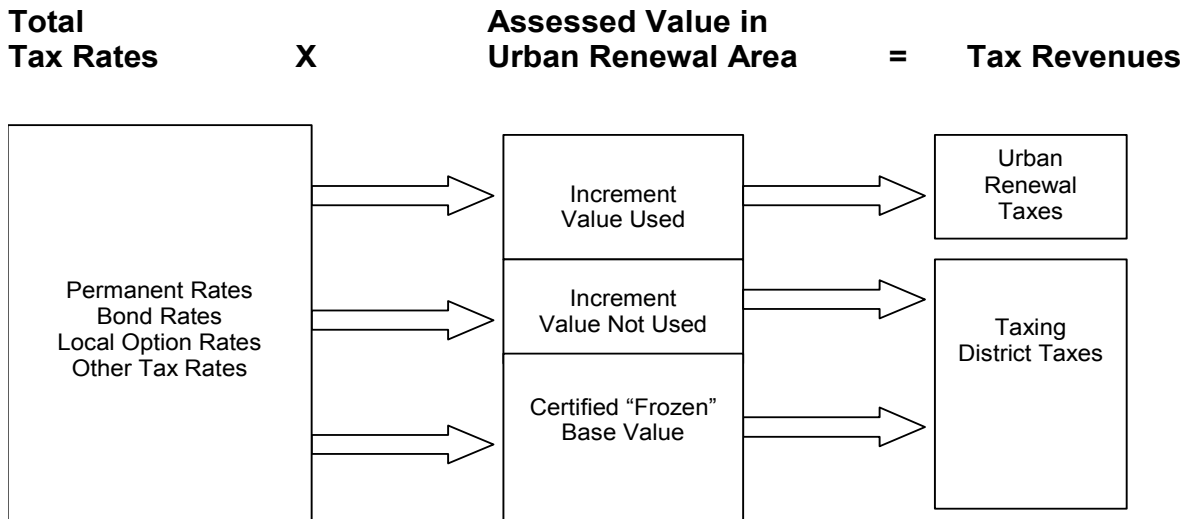 Total
Tax Rates X
Assessed Value in
Urban Renewal Area = Tax Revenues
Permanent Rates
Bond Rates
Local Option Rates
Other Tax Rates
Increment
Value Used
Increment
Value Not Used
Certified “Frozen”
Base Value
Urban
Renewal
Taxes
Taxing
District Taxes